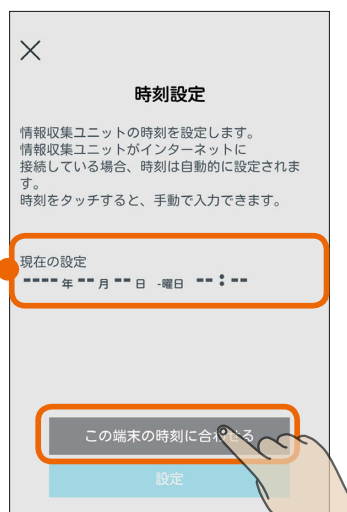 時刻設定
情報収集ユニットの時刻を設定します。
情報収集ユニットがインターネットに
接続している場合、時刻は自動的に設定されま
す。
時刻をタッチすると、手動で入力できます。
現在の設定
----年--月--日 -曜日 --:--
この端末の時刻に合わせる
設定